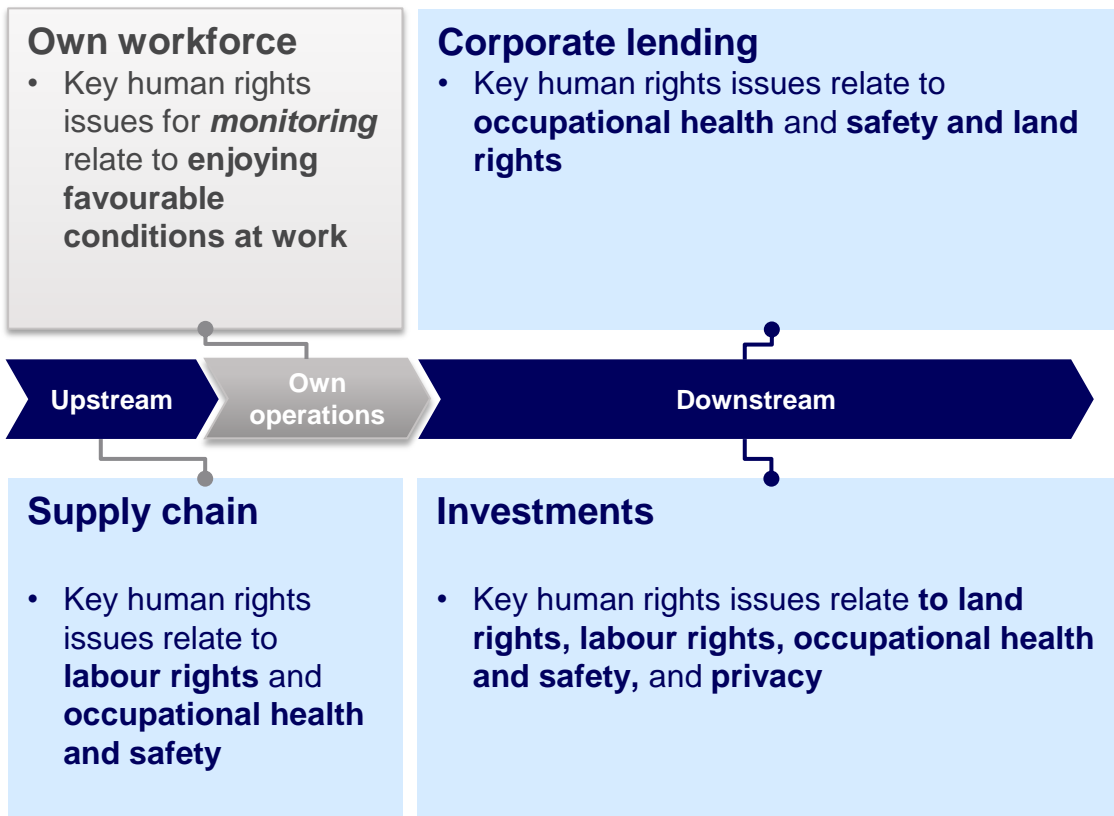 Own workforce
• Key human rights
issues for monitoring
relate to enjoying
favourable
conditions at work
Corporate lending
• Key human rights issues relate to
occupational health and safety and land
rights
Upstream
Own
operations
Downstream
Supply chain
• Key human rights
issues relate to
labour rights and
occupational health
and safety
Investments
• Key human rights issues relate to land
rights, labour rights, occupational health
and safety, and privacy